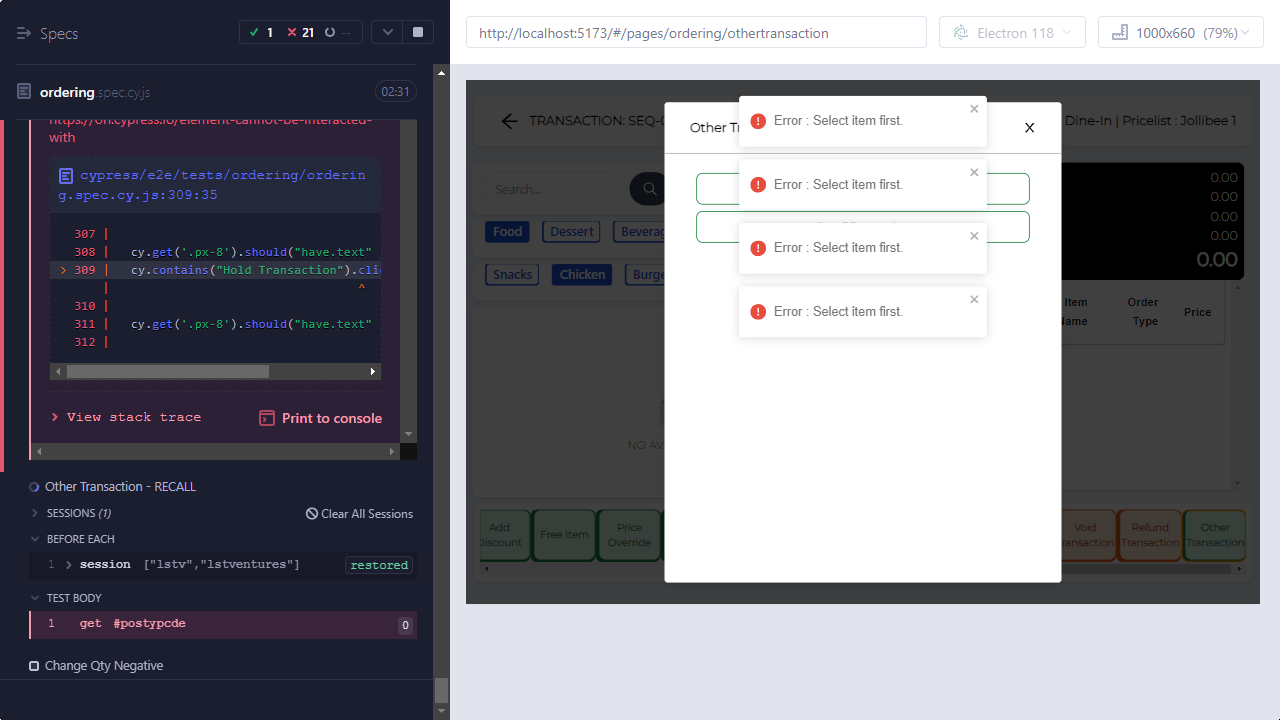 Specs
1
21
--
ordering.spec.cy.js
02:31
https://on.cypress.io/element-cannot-be-interacted-
with
cypress/e2e/tests/ordering/orderin
g.spec.cy.js:309:35
307 |
308 | cy.get('.px-8').should("have.text"
> 309 | cy.contains("Hold Transaction").cli
| ^
310 |
311 | cy.get('.px-8').should("have.text"
312 |
> View stack trace
Print to console
Other Transaction - RECALL
SESSIONS (1)
Clear All Sessions
BEFORE EACH
1 session ["lstv","lstventures"] restored
TEST BODY
1 get #postypcde 0
Change Qty Negative
http://localhost:5173/#/pages/ordering/othertransaction
Electron 118
1000x660 (79%)
TRANSACTION: SEQ-0
Dine-In | Pricelist : Jollibee 1
Other Tr
X
Error : Select item first.
Error : Select item first.
Error : Select item first.
Error : Select item first.
Search...
Food
Dessert
Beverag
Snacks
Chicken
Burge
0.00
0.00
0.00
0.00
0.00
Item
Name
Order
Type
Price
NO AV
Add
Discount
Free Item
Price
Override
Void
Transaction
Refund
Transaction
Other
Transaction